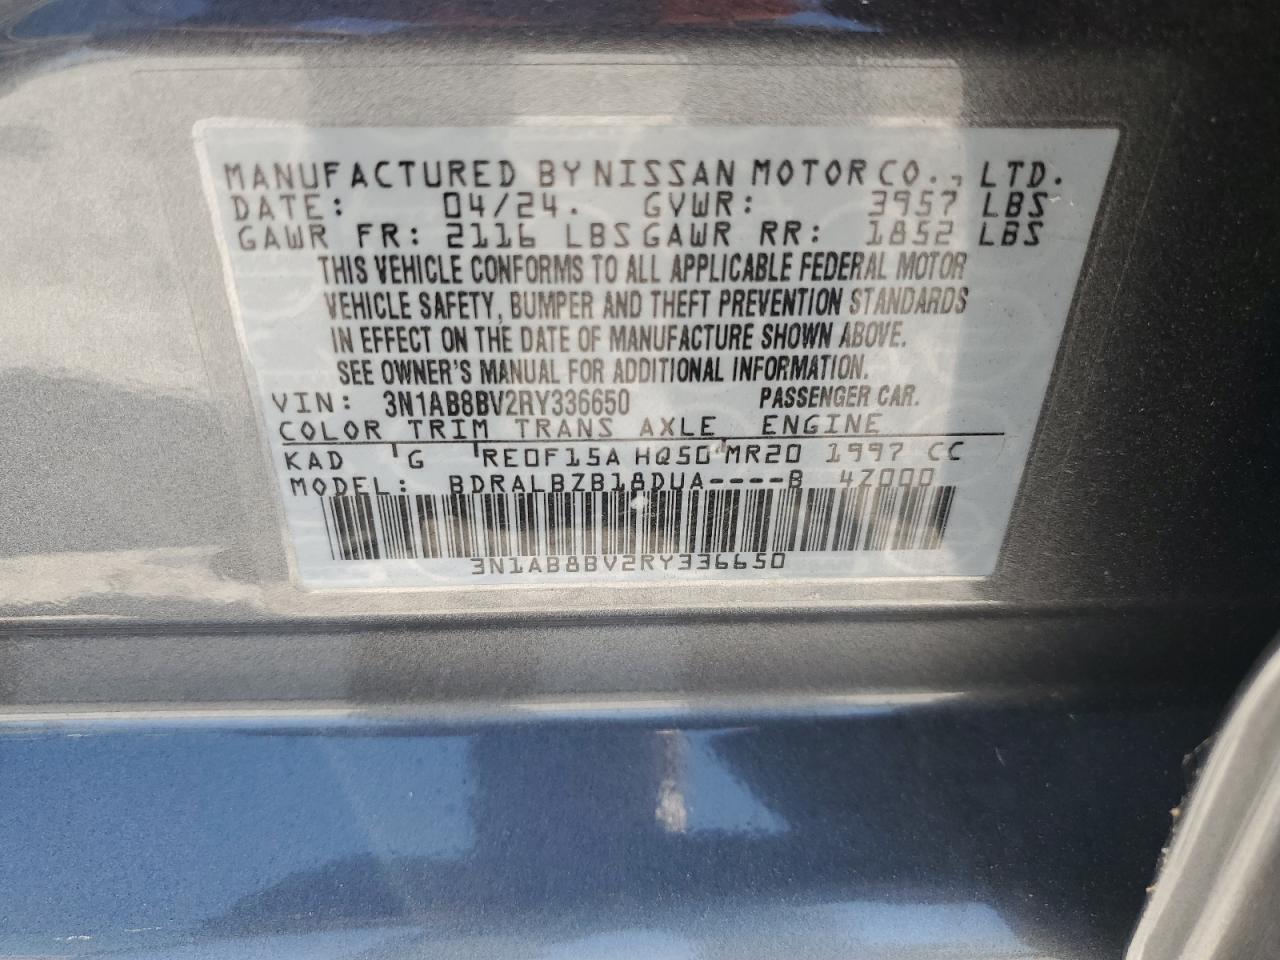 MANUFACTURED BY NISSAN MOTOR CO., LTD.
DATE: 04/24. GVWR: 3957 LBS
GAWR FR: 2116 LBS GAWR RR: 1852 LBS
THIS VEHICLE CONFORMS TO ALL APPLICABLE FEDERAL MOTOR
VEHICLE SAFETY, BUMPER AND THEFT PREVENTION STANDARDS
IN EFFECT ON THE DATE OF MANUFACTURE SHOWN ABOVE.
SEE OWNER'S MANUAL FOR ADDITIONAL INFORMATION.
VIN: 3N1AB8BV2RY336650 PASSENGER CAR.
COLOR TRIM TRANS AXLE ENGINE
KAD G RE0F15A HQ50 MR20 1997 CC
MODEL: BDRALBZB18DUA----B 4Z000
3N1AB8BV2RY336650